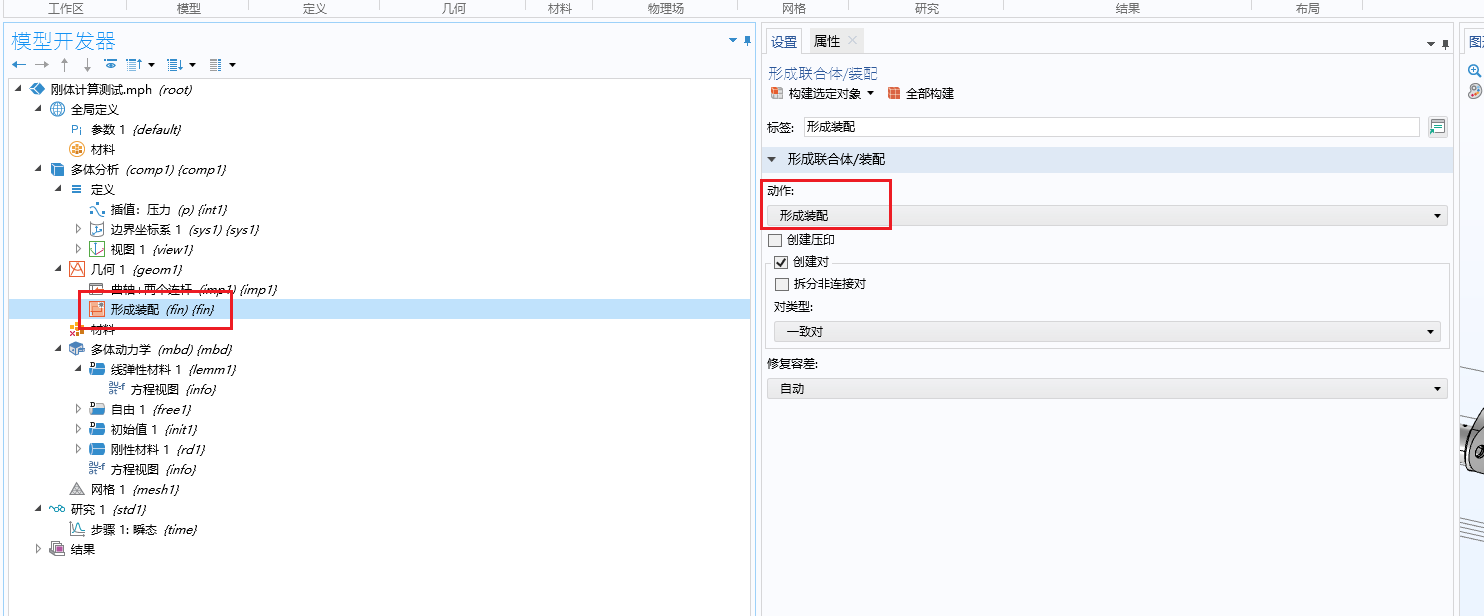 工作区 模型 定义 几何 材料 物理场 网格 研究 结果 布局
模型开发器
刚体计算测试.mph (root)
全局定义
Pi 参数 1 {default}
材料
多体分析 (comp1) {comp1}
定义
插值: 压力 (p) {int1}
边界坐标系 1 (sys1) {sys1}
视图 1 {view1}
几何 1 {geom1}
曲轴+两个连杆 (imp1) {imp1}
形成装配 (fin) {fin}
材料
多体动力学 (mbd) {mbd}
线弹性材料 1 {lemm1}
方程视图 {info}
自由 1 {free1}
初始值 1 {init1}
刚性材料 1 {rd1}
方程视图 {info}
网格 1 {mesh1}
研究 1 {std1}
步骤 1: 瞬态 {time}
结果
设置 属性
形成联合体/装配
构建选定对象 全部构建
标签: 形成装配
形成联合体/装配
动作:
形成装配
创建压印
创建对
拆分非连接对
对类型:
一致对
修复容差:
自动